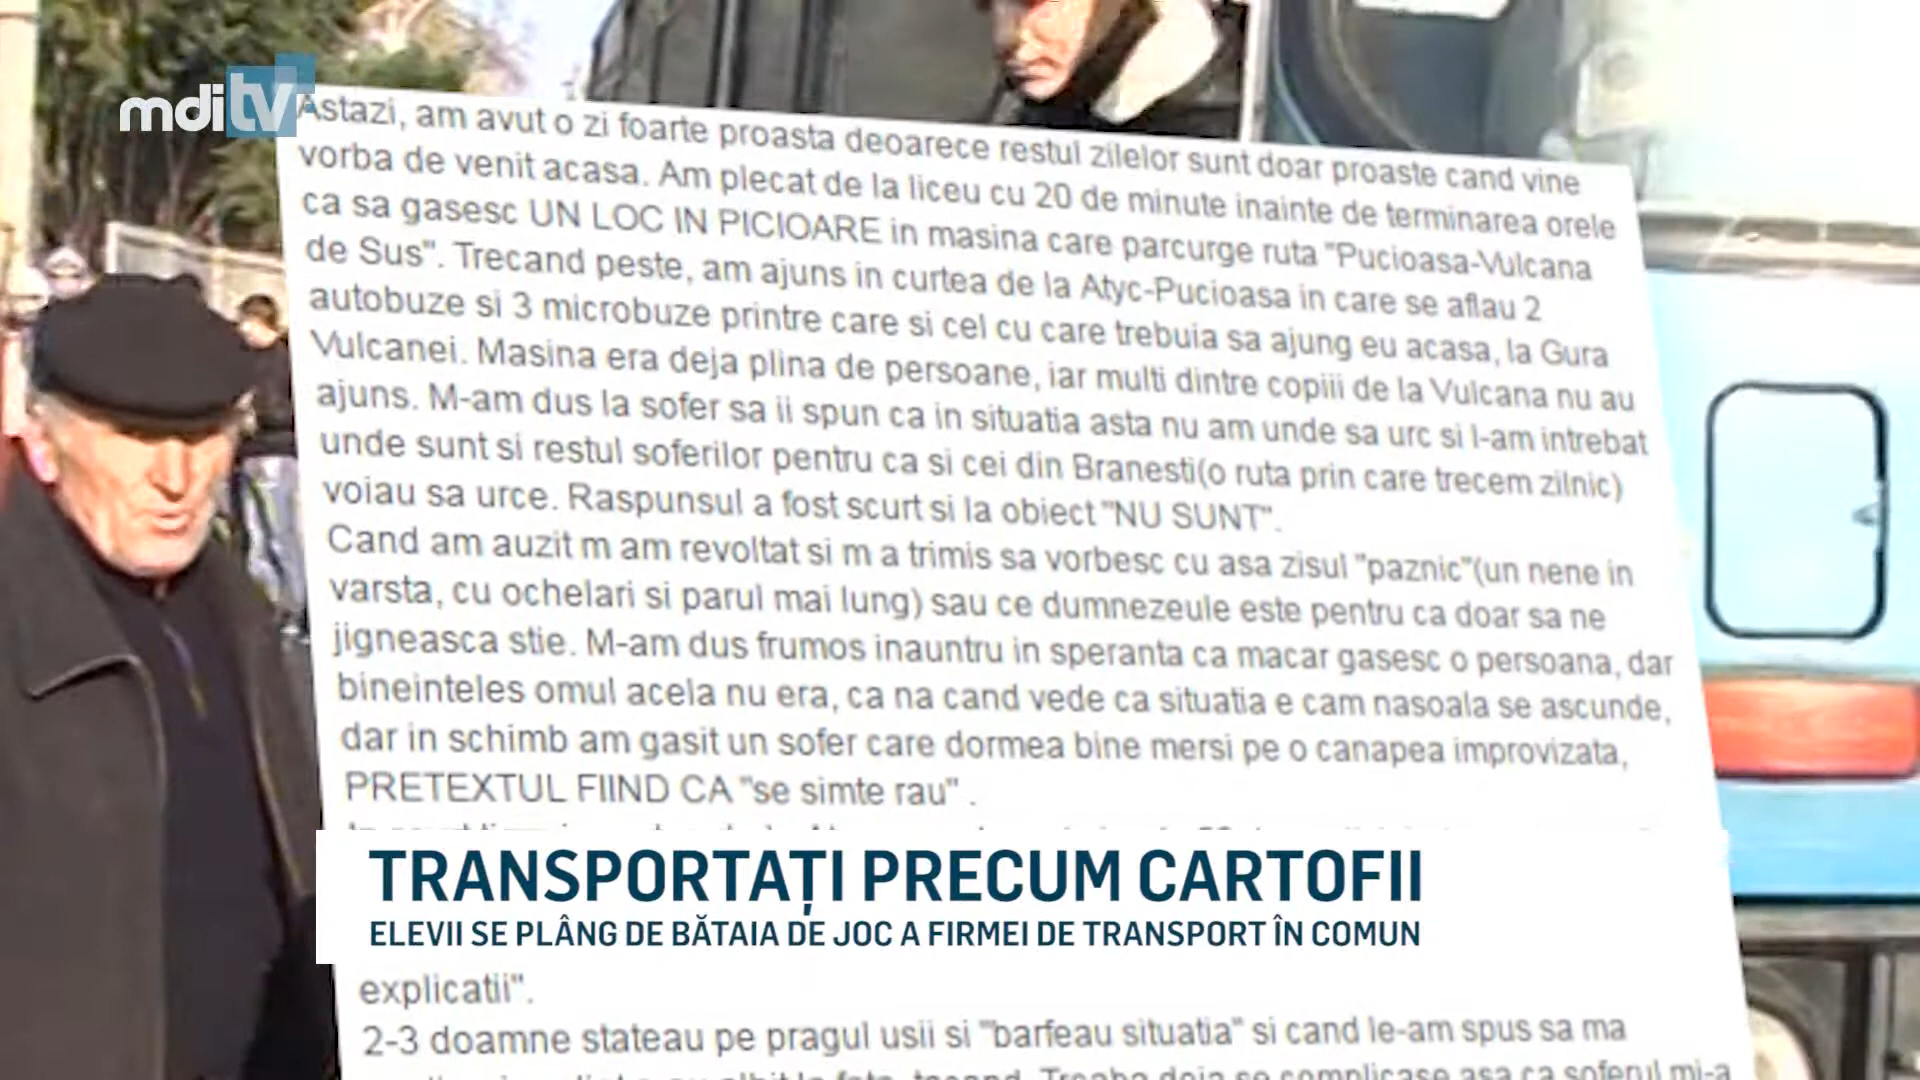 mditv
Astazi, am avut o zi foarte proasta deoarece restul zilelor sunt doar proaste cand vine
vorba de venit acasa. Am plecat de la liceu cu 20 de minute inainte de terminarea orele
ca sa gasesc UN LOC IN PICIOARE in masina care parcurge ruta "Pucioasa-Vulcana
de Sus". Trecand peste, am ajuns in curtea de la Atyc-Pucioasa in care se aflau 2
autobuze si 3 microbuze printre care si cel cu care trebuia sa ajung eu acasa, la Gura
Vulcanei. Masina era deja plina de persoane, iar multi dintre copiii de la Vulcana nu au
ajuns. M-am dus la sofer sa ii spun ca in situatia asta nu am unde sa urc si l-am intrebat
unde sunt si restul soferilor pentru ca si cei din Branesti(o ruta prin care trecem zilnic)
voiau sa urce. Raspunsul a fost scurt si la obiect "NU SUNT".
Cand am auzit m am revoltat si m a trimis sa vorbesc cu asa zisul "paznic"(un nene in
varsta, cu ochelari si parul mai lung) sau ce dumnezeule este pentru ca doar sa ne
jigneasca stie. M-am dus frumos inauntru in speranta ca macar gasesc o persoana, dar
bineinteles omul acela nu era, ca na cand vede ca situatia e cam nasoala se ascunde,
dar in schimb am gasit un sofer care dormea bine mersi pe o canapea improvizata,
PRETEXTUL FIIND CA "se simte rau" .
TRANSPORTAȚI PRECUM CARTOFII
ELEVII SE PLÂNG DE BĂTAIA DE JOC A FIRMEI DE TRANSPORT ÎN COMUN
explicatii".
2-3 doamne stateau pe pragul usii si "barfeau situatia" si cand le-am spus sa ma
Treaba deja se complicase asa ca soferul mi-a